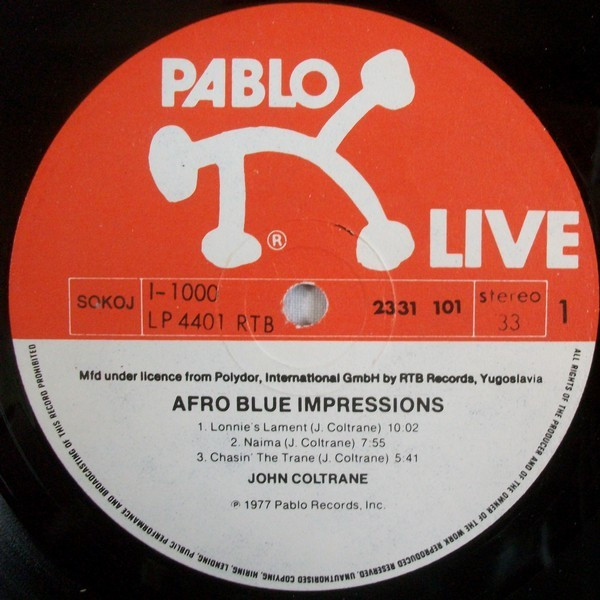 PABLO
LIVE
®
SOKOJ
I-1000
LP 4401 RTB
2331 101
stereo
33
1
Mfd under licence from Polydor, International GmbH by RTB Records, Yugoslavia
AFRO BLUE IMPRESSIONS
1. Lonnie's Lament (J. Coltrane) 10.02
2. Naima (J. Coltrane) 7:55
3. Chasin' The Trane (J. Coltrane) 5:41
JOHN COLTRANE
℗ 1977 Pablo Records, Inc.
ALL RIGHTS OF THE PRODUCER AND OF THE OWNER OF THE WORK REPRODUCED RESERVED. UNAUTHORISED COPYING, HIRING, LENDING, PUBLIC PERFORMANCE AND BROADCASTING OF THIS RECORD PROHIBITED